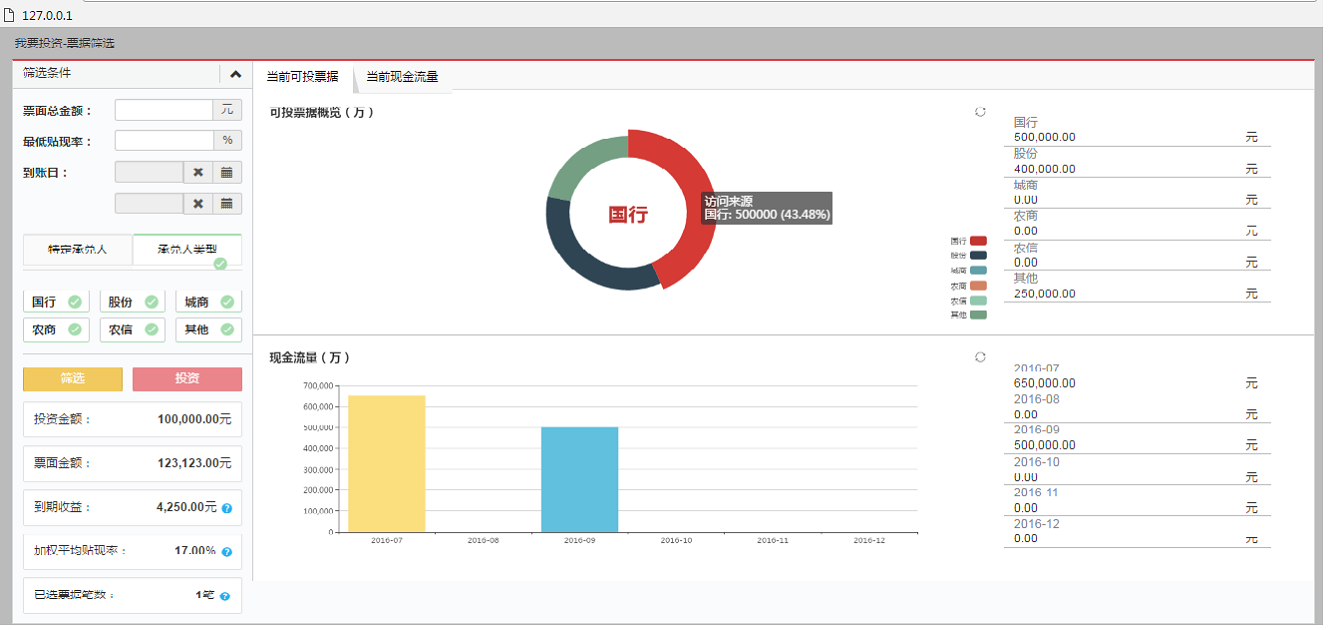 127.0.0.1
我要投资-票据筛选
筛选条件
票面总金额： 元
最低贴现率： %
到账日：
特定承兑人 承兑人类型
国行 股份 城商
农商 农信 其他
筛选 投资
投资金额： 100,000.00元
票面金额： 123,123.00元
到期收益： 4,250.00元 ?
加权平均贴现率： 17.00% ?
已选票据笔数： 1笔 ?
当前可投票据 当前现金流量
可投票据概览（万）
国行
访问来源
国行: 500000 (43.48%)
国行
股份
城商
农商
农信
其他
国行
500,000.00 元
股份
400,000.00 元
城商
0.00 元
农商
0.00 元
农信
0.00 元
其他
250,000.00 元
现金流量（万）
700,000
600,000
500,000
400,000
300,000
200,000
100,000
0
2016-07 2016-08 2016-09 2016-10 2016-11 2016-12
2016-07
650,000.00 元
2016-08
0.00 元
2016-09
500,000.00 元
2016-10
0.00 元
2016-11
0.00 元
2016-12
0.00 元